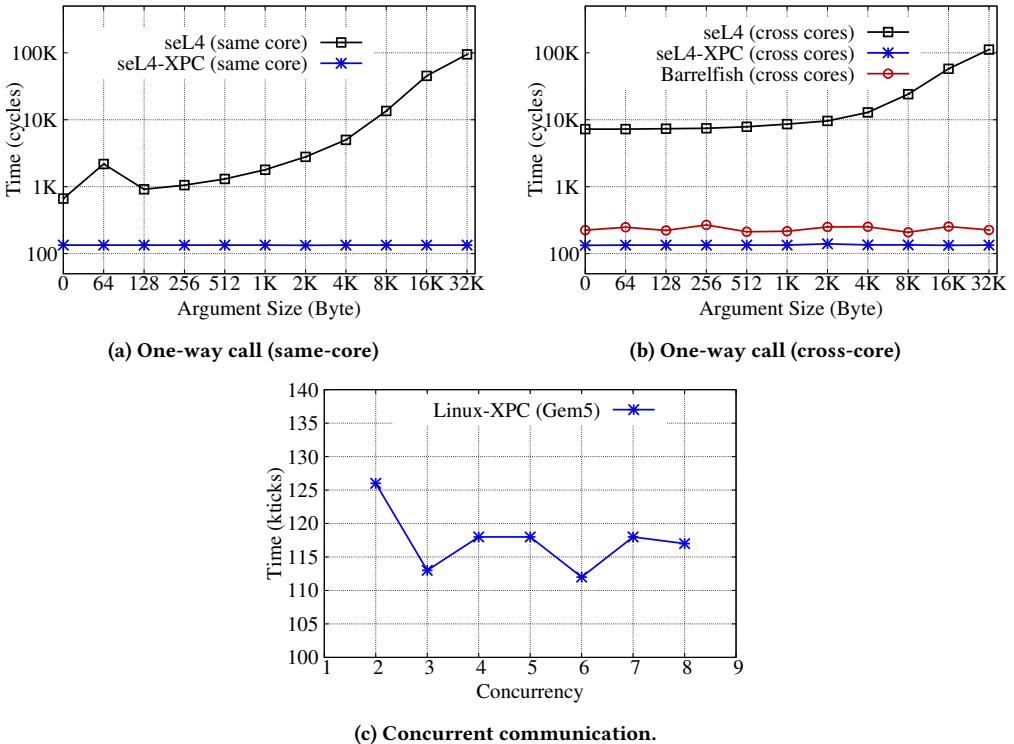 100K
10K
1K
100
Time (cycles)
seL4 (same core)
seL4-XPC (same core)
0 64 128 256 512 1K 2K 4K 8K 16K 32K
Argument Size (Byte)
(a) One-way call (same-core)
100K
10K
1K
100
Time (cycles)
seL4 (cross cores)
seL4-XPC (cross cores)
Barrelfish (cross cores)
0 64 128 256 512 1K 2K 4K 8K 16K 32K
Argument Size (Byte)
(b) One-way call (cross-core)
140
135
130
125
120
115
110
105
100
Time (kticks)
Linux-XPC (Gem5)
1 2 3 4 5 6 7 8 9
Concurrency
(c) Concurrent communication.